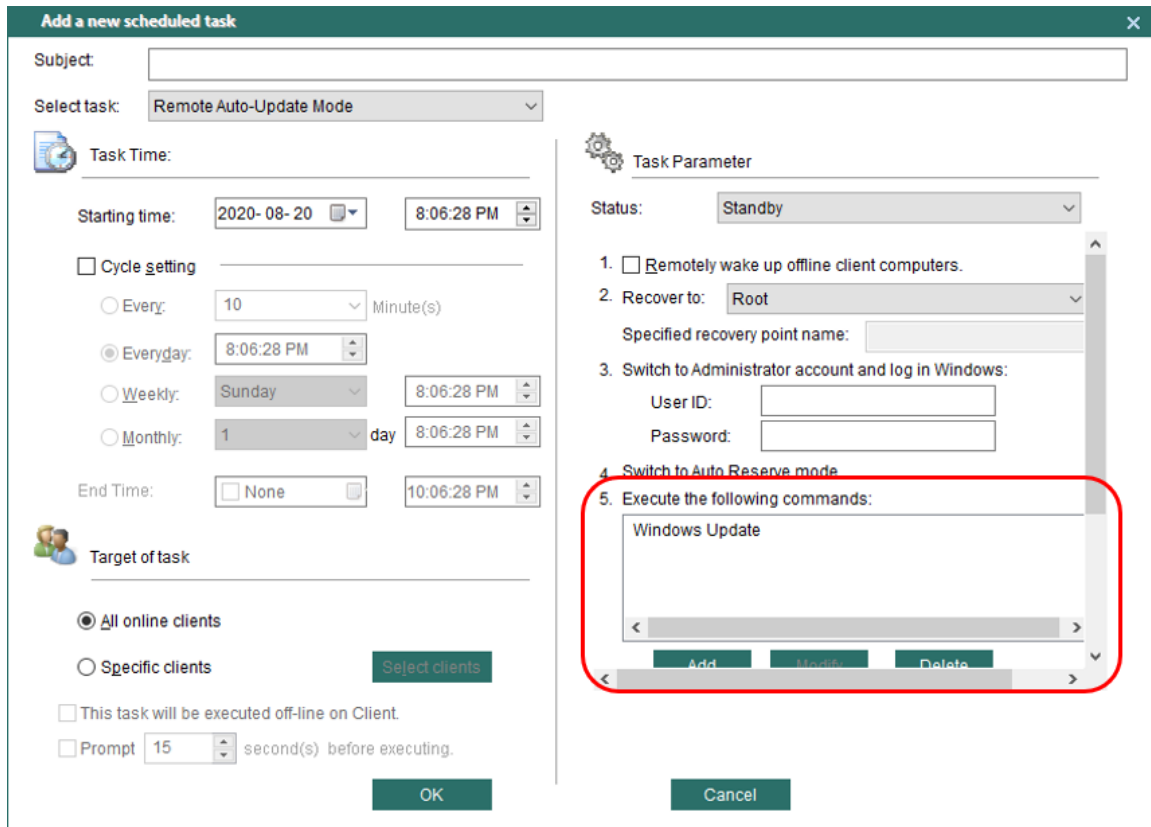 Add a new scheduled task
Subject:
Select task: Remote Auto-Update Mode
Task Time:
Starting time: 2020- 08- 20 8:06:28 PM
Cycle setting
Every: 10 Minute(s)
Everyday: 8:06:28 PM
Weekly: Sunday 8:06:28 PM
Monthly: 1 day 8:06:28 PM
End Time: None 10:06:28 PM
Target of task
All online clients
Specific clients Select clients
This task will be executed off-line on Client.
Prompt 15 second(s) before executing.
OK
Task Parameter
Status: Standby
1. Remotely wake up offline client computers.
2. Recover to: Root
Specified recovery point name:
3. Switch to Administrator account and log in Windows:
User ID:
Password:
4. Switch to Auto Reserve mode
5. Execute the following commands:
Windows Update
Add Modify Delete
Cancel